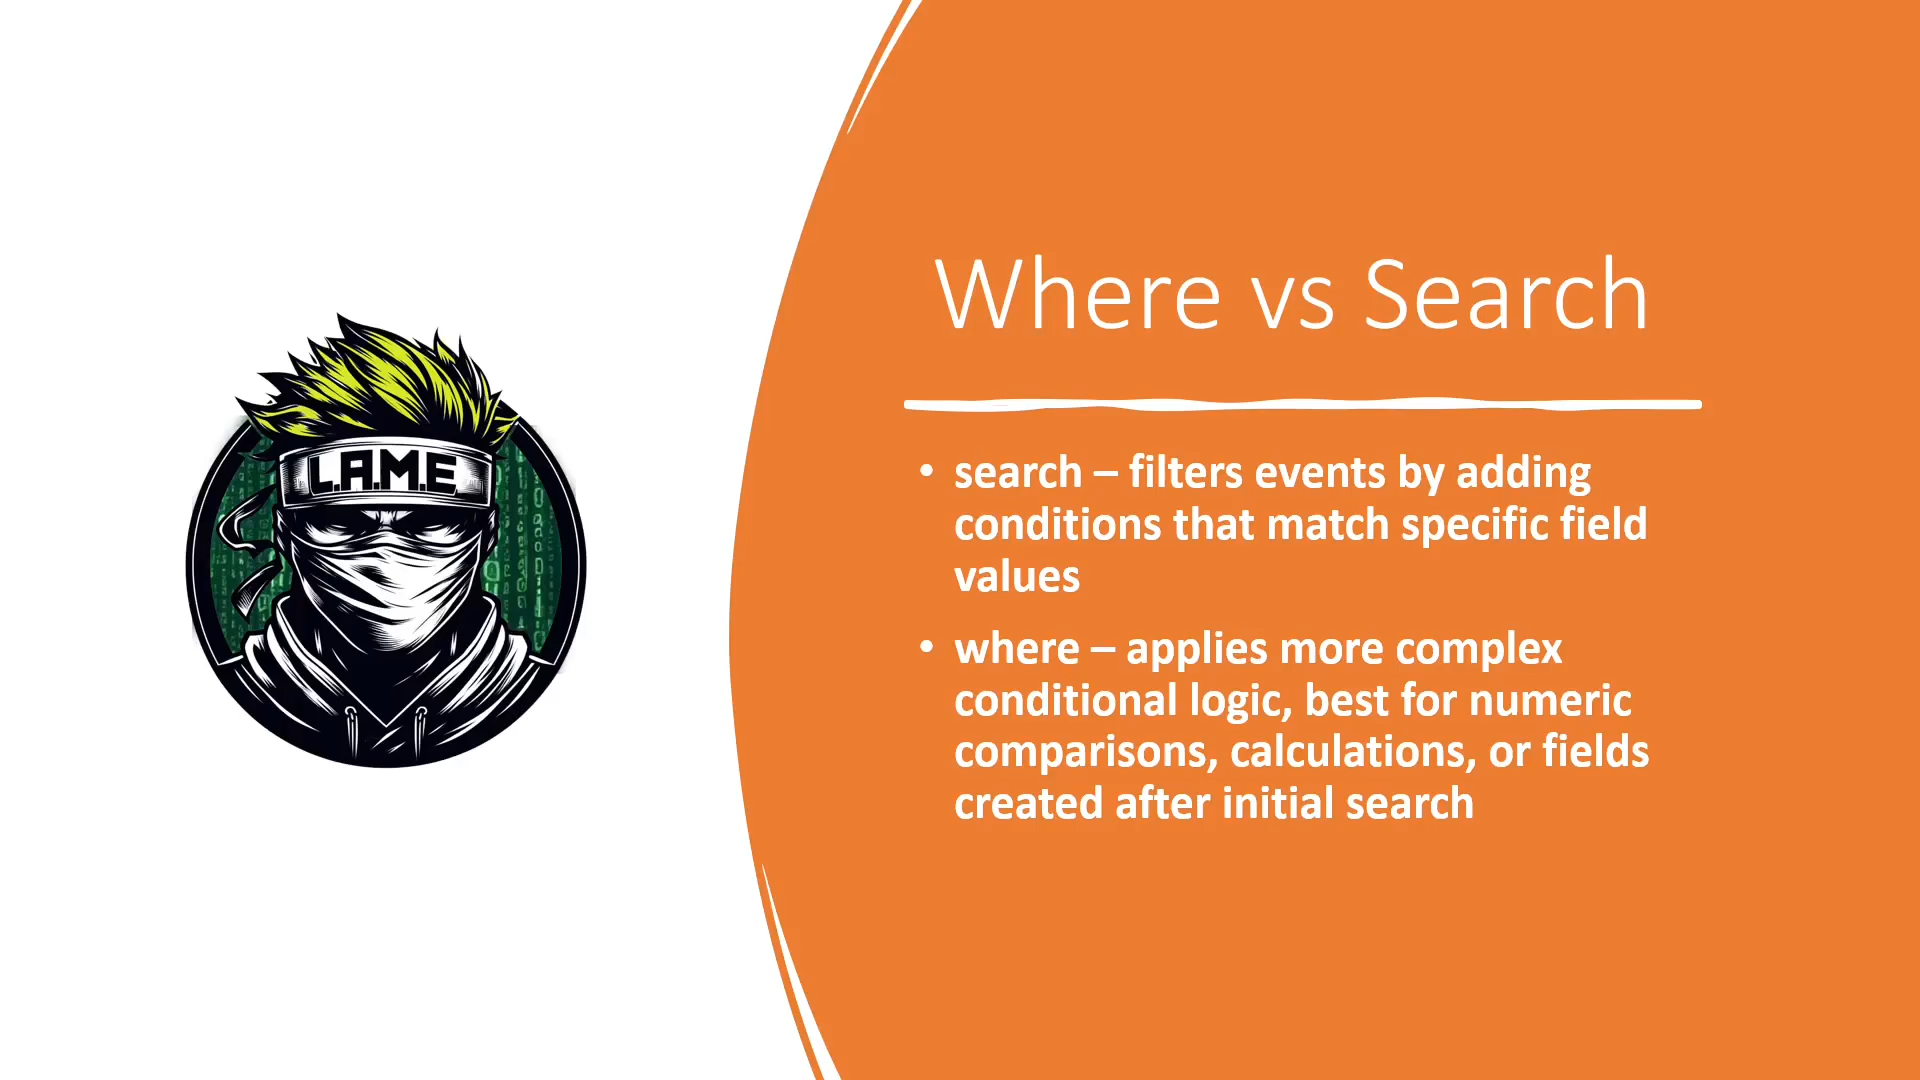 L.A.M.E
Where vs Search
• search – filters events by adding
conditions that match specific field
values
• where – applies more complex
conditional logic, best for numeric
comparisons, calculations, or fields
created after initial search